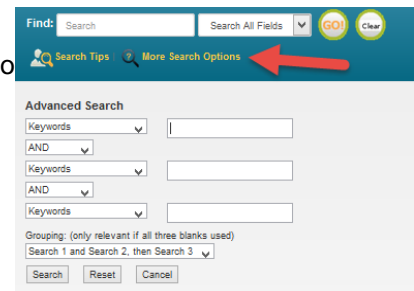 Find: Search Search All Fields GO! Clear
Search Tips | More Search Options
o
Advanced Search
Keywords
AND
Keywords
AND
Keywords
Grouping: (only relevant if all three blanks used)
Search 1 and Search 2, then Search 3
Search Reset Cancel